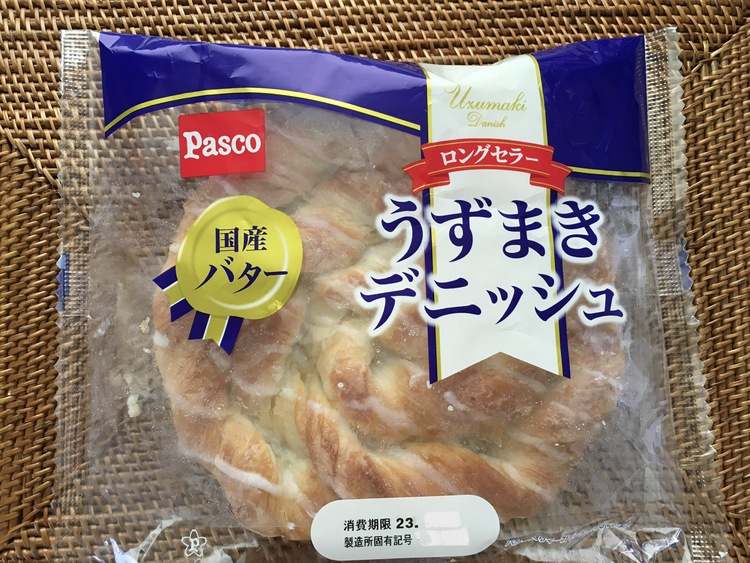 Uzumaki
Danish
Pasco
ロングセラー
うずまき
デニッシュ
国産
バター
消費期限 23.
製造所固有記号